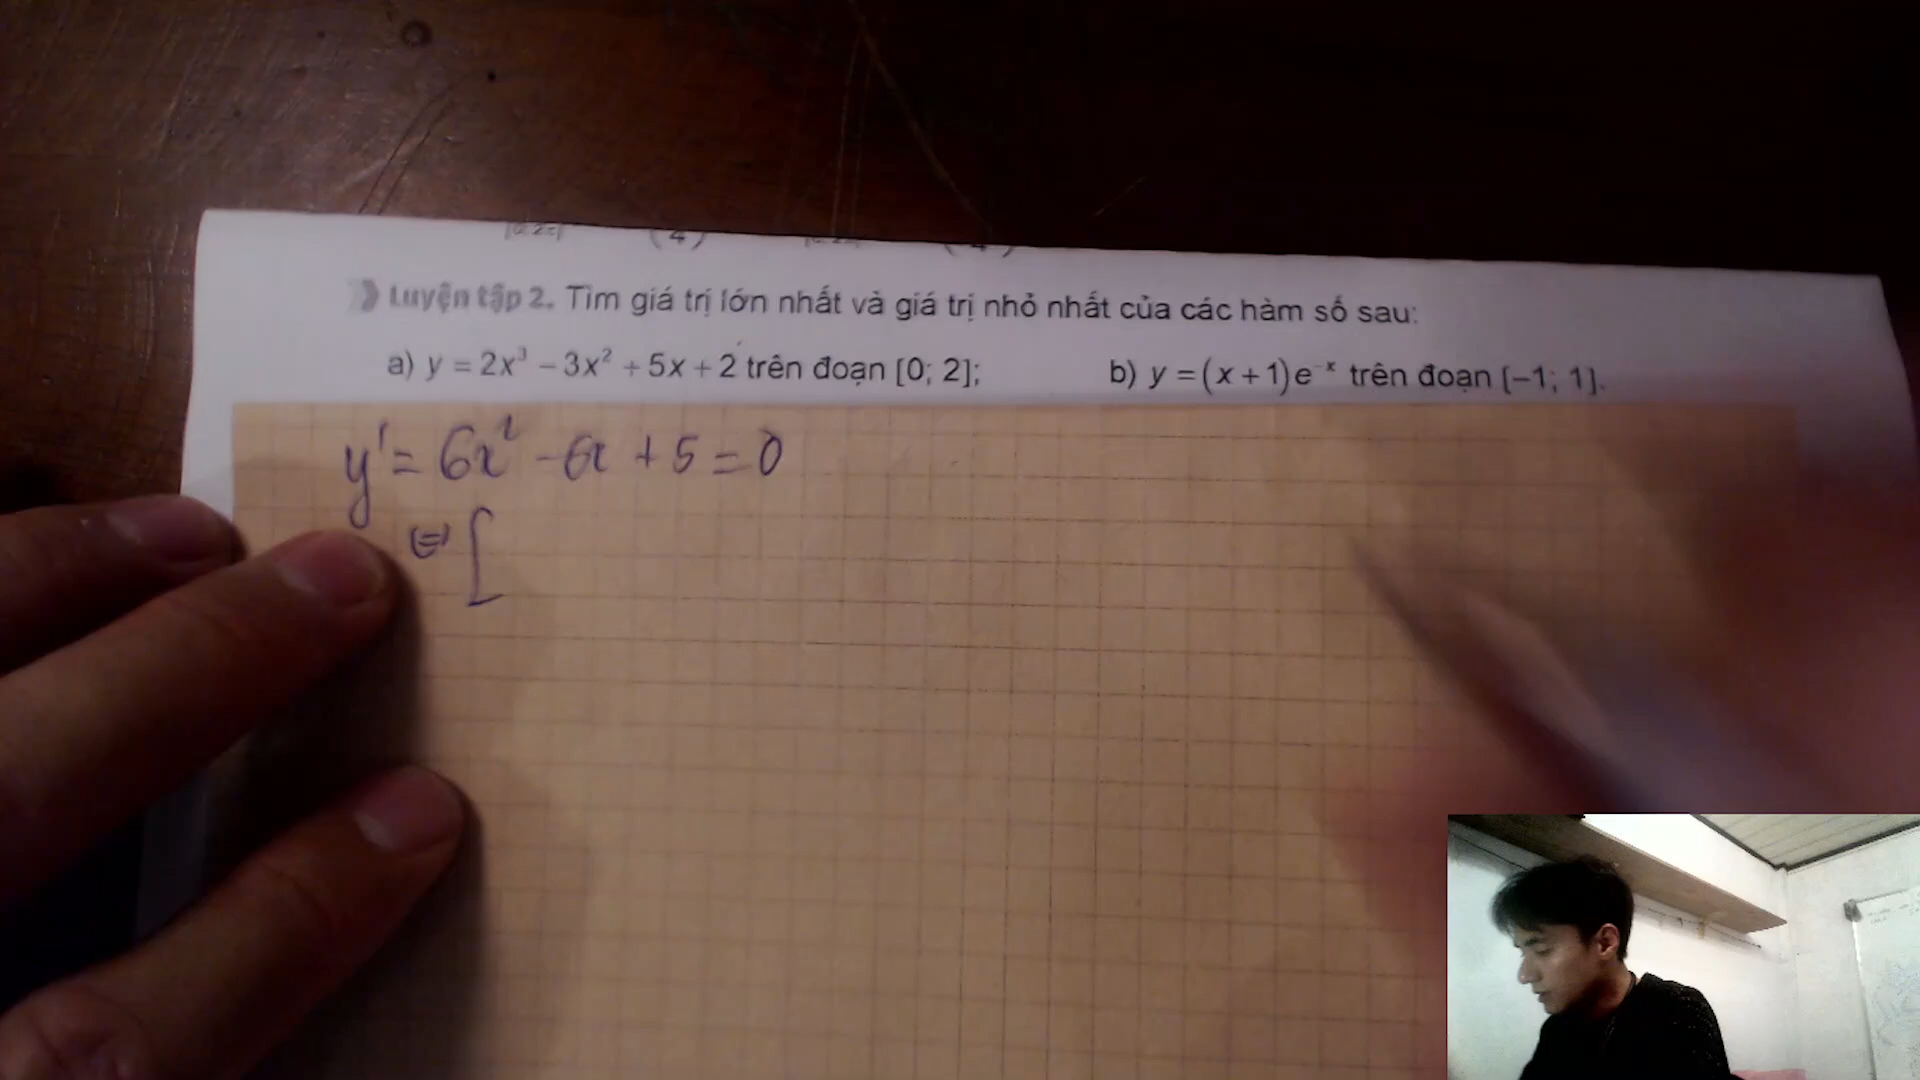 Luyện tập 2. Tìm giá trị lớn nhất và giá trị nhỏ nhất của các hàm số sau:
a) y = 2x³ − 3x² + 5x + 2 trên đoạn [0; 2];
b) y = (x + 1)e⁻ˣ trên đoạn [−1; 1].
y' = 6x² − 6x + 5 = 0
⇔ [